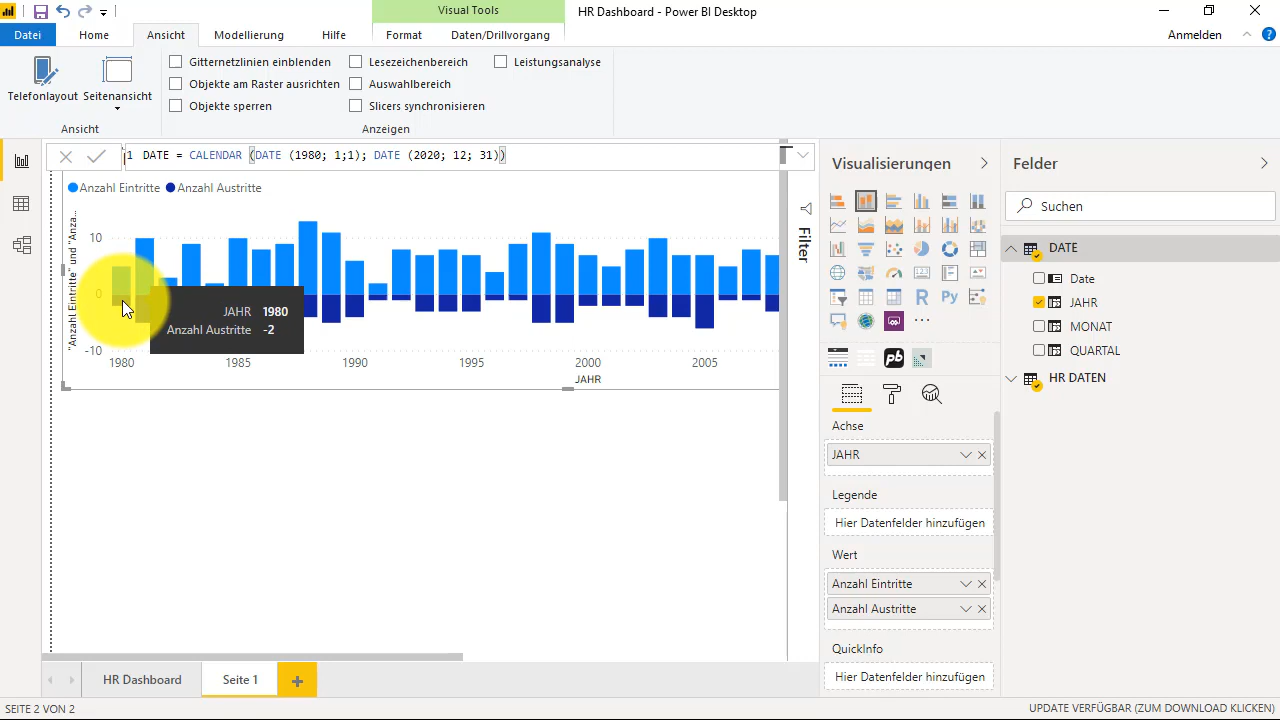 Visual Tools
HR Dashboard - Power BI Desktop
Datei
Home
Ansicht
Modellierung
Hilfe
Format
Daten/Drillvorgang
Anmelden
Telefonlayout
Seitenansicht
Gitternetzlinien einblenden
Objekte am Raster ausrichten
Objekte sperren
Lesezeichenbereich
Auswahlbereich
Slicers synchronisieren
Leistungsanalyse
Ansicht
Anzeigen
1 DATE = CALENDAR (DATE (1980; 1;1); DATE (2020; 12; 31))
Anzahl Eintritte
Anzahl Austritte
"Anzahl Eintritte" und "Anza...
10
0
-10
JAHR 1980
Anzahl Austritte -2
1980
1985
1990
1995
2000
2005
JAHR
Filter
Visualisierungen
R
Py
123
pb
Achse
JAHR
Legende
Hier Datenfelder hinzufügen
Wert
Anzahl Eintritte
Anzahl Austritte
QuickInfo
Hier Datenfelder hinzufügen
Felder
Suchen
DATE
Date
JAHR
MONAT
QUARTAL
HR DATEN
HR Dashboard
Seite 1
SEITE 2 VON 2
UPDATE VERFÜGBAR (ZUM DOWNLOAD KLICKEN)